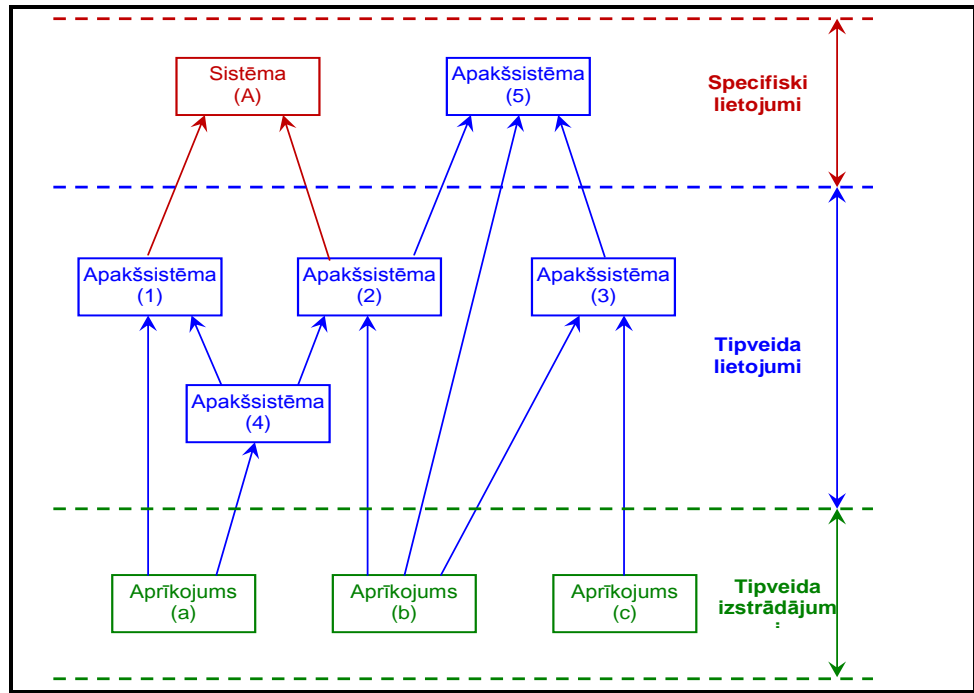 Sistēma
(A)
Apakšsistēma
(5)
Specifiski
lietojumi
Apakšsistēma
(1)
Apakšsistēma
(2)
Apakšsistēma
(3)
Tipveida
lietojumi
Apakšsistēma
(4)
Aprīkojums
(a)
Aprīkojums
(b)
Aprīkojums
(c)
Tipveida
izstrādājum